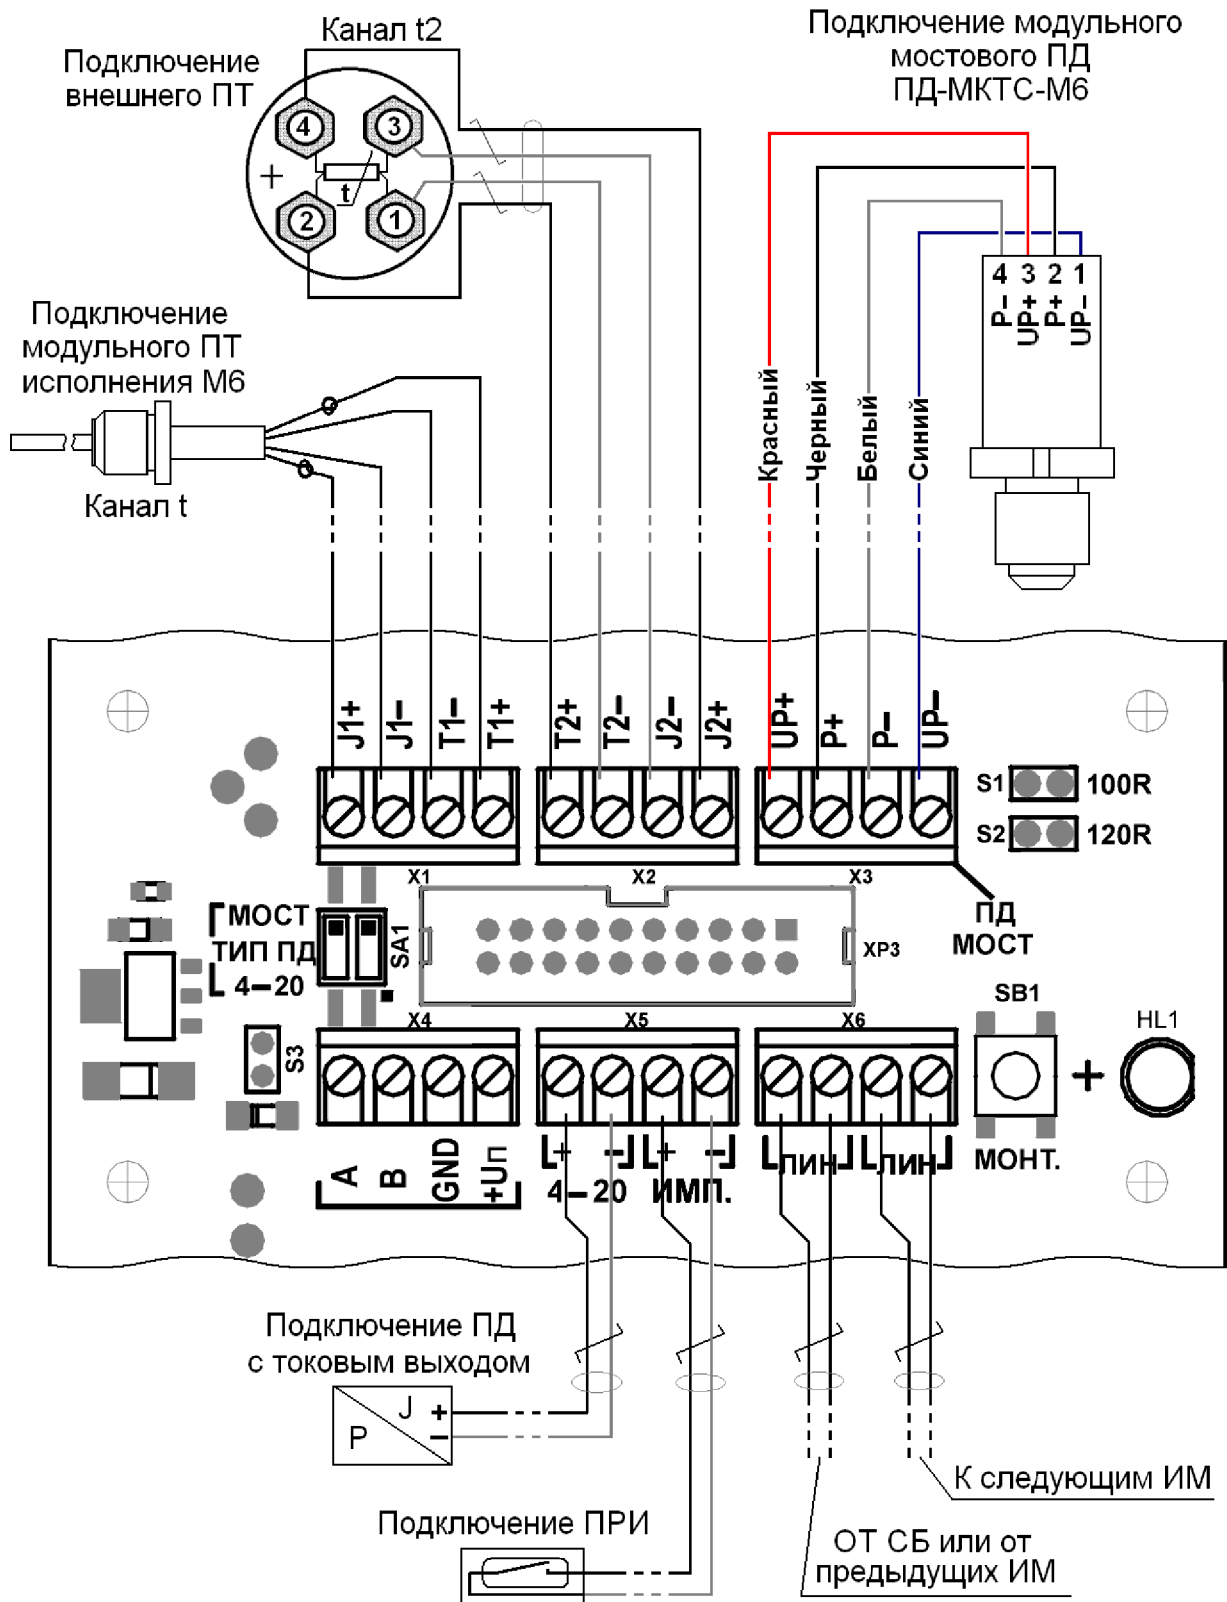 Канал t2
Подключение
внешнего ПТ
Подключение модульного
мостового ПД
ПД-МКТС-М6
4
3
+
t
2
1
4 3 2 1
P−
UP+
P+
UP−
Подключение
модульного ПТ
исполнения М6
Канал t
Красный
Черный
Белый
Синий
J1+
J1−
T1−
T1+
T2+
T2−
J2−
J2+
UP+
P+
P−
UP−
S1 100R
S2 120R
X1
X2
X3
ПД
МОСТ
МОСТ
ТИП ПД
4−20
SA1
XP3
X4
X5
X6
SB1
HL1
S3
+
A
B
GND
+Uп
+ −
4−20
+ −
ИМП.
ЛИН
ЛИН
МОНТ.
Подключение ПД
с токовым выходом
J +
P −
К следующим ИМ
Подключение ПРИ
ОТ СБ или от
предыдущих ИМ